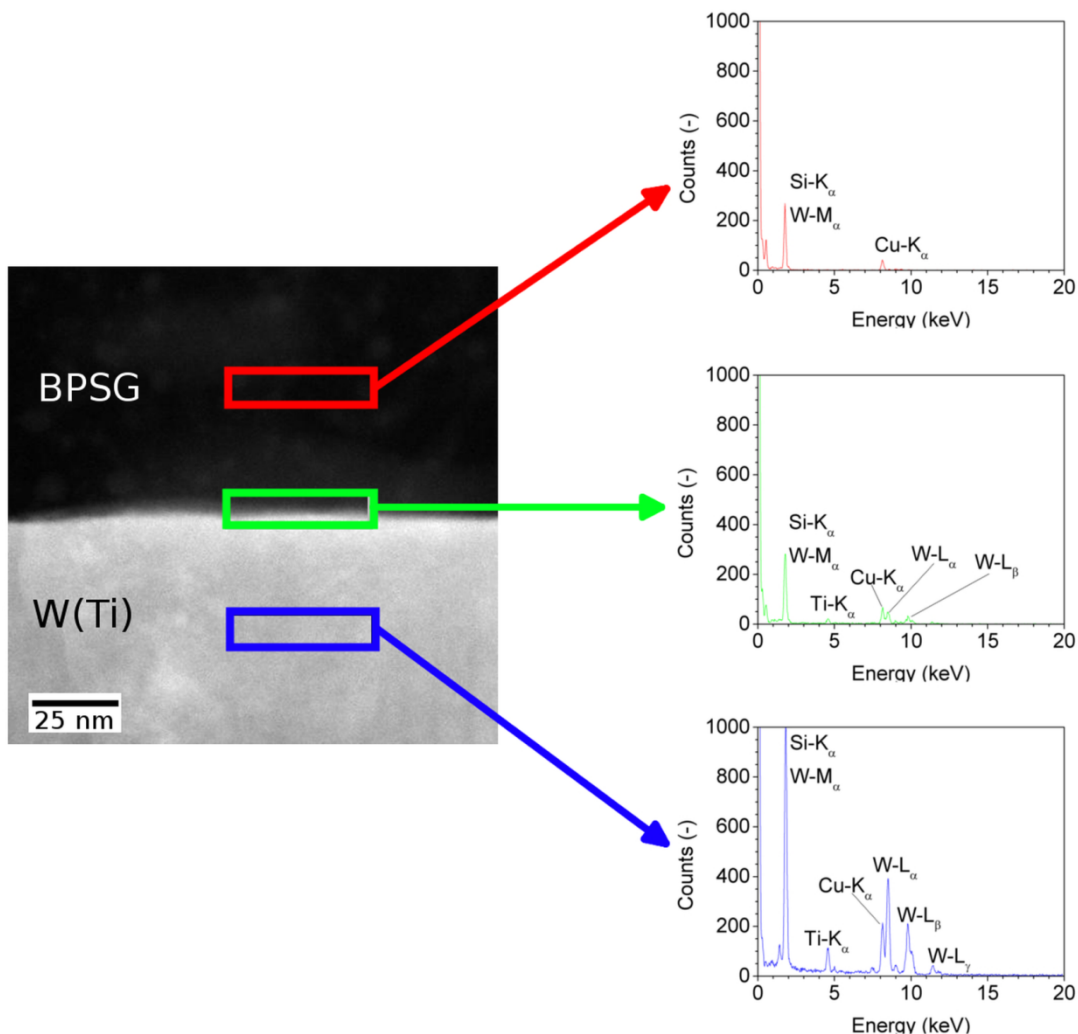 BPSG
W(Ti)
25 nm
1000
800
600
400
200
0
Counts (-)
Si-Kα
W-Mα
Cu-Kα
0 5 10 15 20
Energy (keV)
1000
800
600
400
200
0
Counts (-)
Si-Kα
W-Mα
Ti-Kα
Cu-Kα
W-Lα
W-Lβ
0 5 10 15 20
Energy (keV)
1000
800
600
400
200
0
Counts (-)
Si-Kα
W-Mα
Ti-Kα
Cu-Kα
W-Lα
W-Lβ
W-Lγ
0 5 10 15 20
Energy (keV)